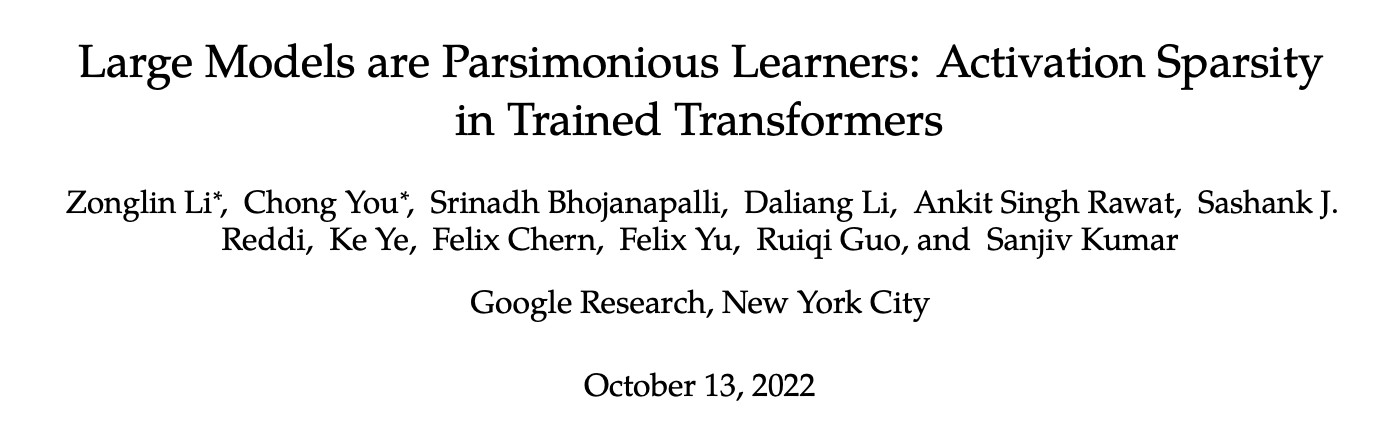 Large Models are Parsimonious Learners: Activation Sparsity
in Trained Transformers
Zonglin Li*, Chong You*, Srinadh Bhojanapalli, Daliang Li, Ankit Singh Rawat, Sashank J.
Reddi, Ke Ye, Felix Chern, Felix Yu, Ruiqi Guo, and Sanjiv Kumar
Google Research, New York City
October 13, 2022